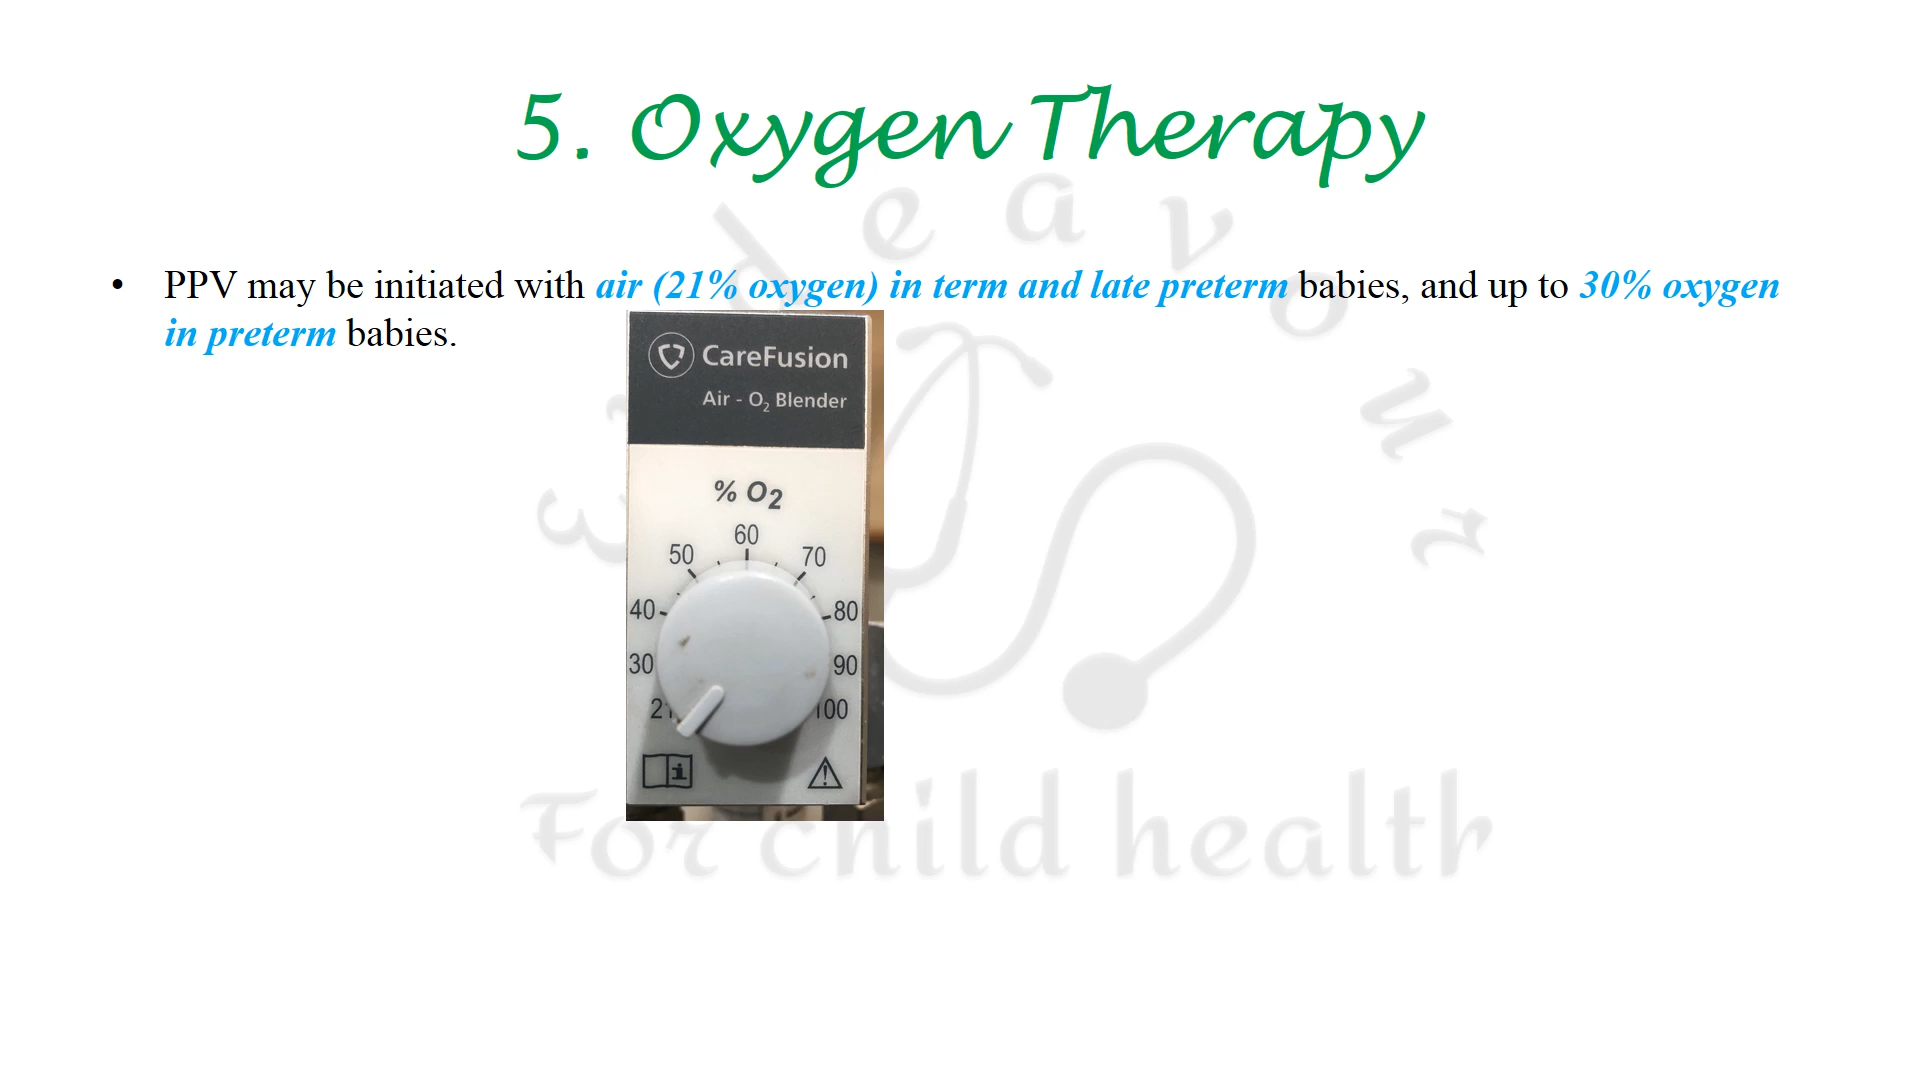 5. Oxygen Therapy
• PPV may be initiated with air (21% oxygen) in term and late preterm babies, and up to 30% oxygen
in preterm babies.
CareFusion
Air - O₂ Blender
% O₂
60
50 70
40 80
30 90
21 100
i
Endeavour
For child health